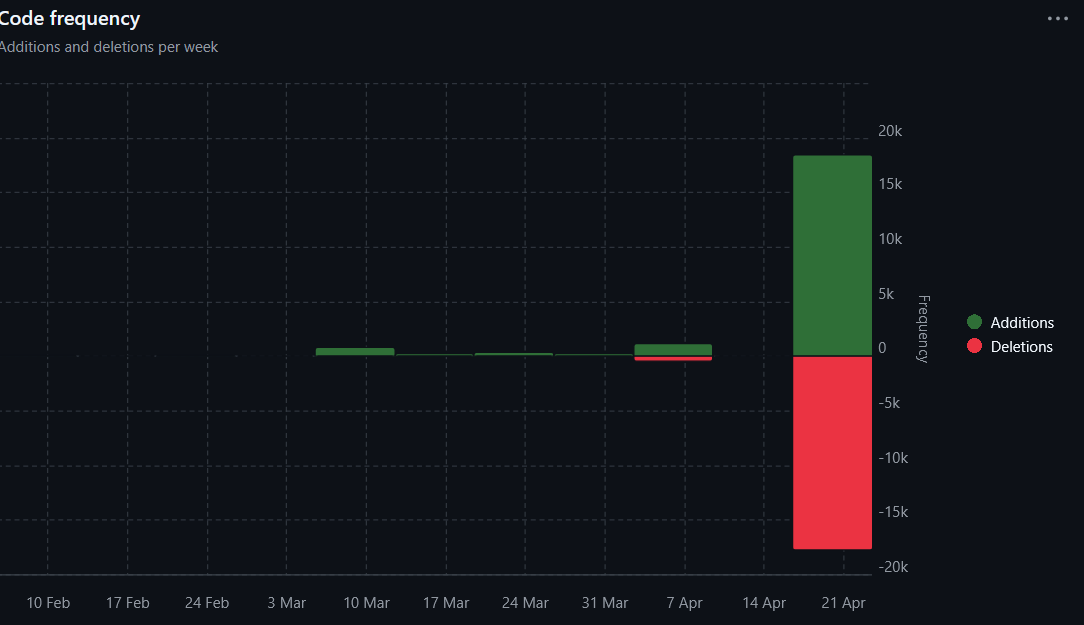 Code frequency
Additions and deletions per week
20k
15k
10k
5k
0
-5k
-10k
-15k
-20k
Frequency
Additions
Deletions
10 Feb
17 Feb
24 Feb
3 Mar
10 Mar
17 Mar
24 Mar
31 Mar
7 Apr
14 Apr
21 Apr